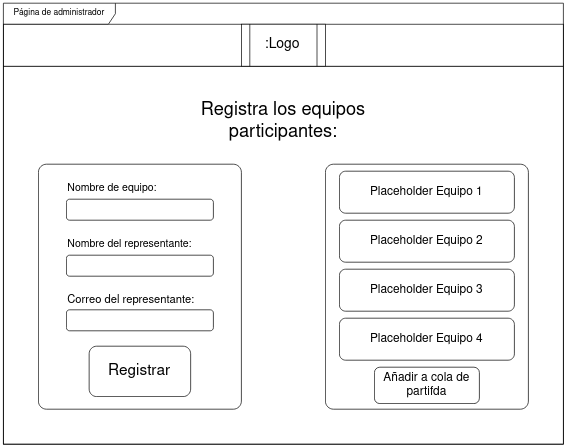 Página de administrador
:Logo
Registra los equipos
participantes:
Nombre de equipo:
Nombre del representante:
Correo del representante:
Registrar
Placeholder Equipo 1
Placeholder Equipo 2
Placeholder Equipo 3
Placeholder Equipo 4
Añadir a cola de
partifda